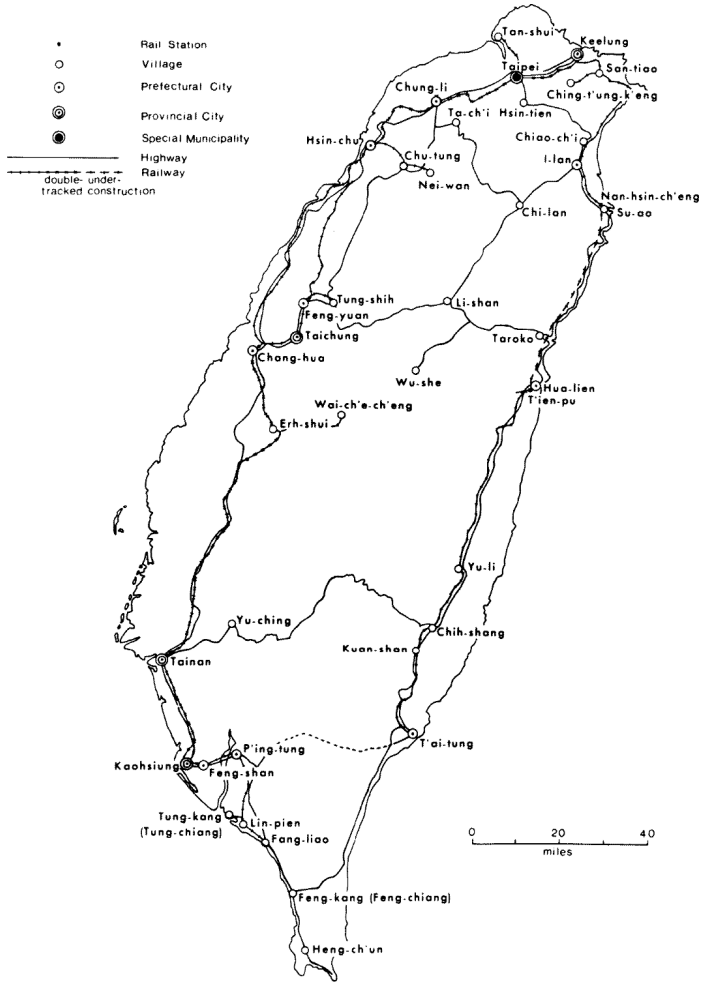 Rail Station
Village
Prefectural City
Provincial City
Special Municipality
Highway
Railway
double- under-
tracked construction
Tan-shui
Keelung
Taipei
San-tiao
Ching-t'ung-k'eng
Chung-li
Hsin-tien
Ta-ch'i
Chiao-ch'i
Hsin-chu
I-lan
Chu-tung
Nei-wan
Nan-hsin-ch'eng
Su-ao
Chi-lan
Tung-shih
Li-shan
Feng-yuan
Taichung
Taroko
Chang-hua
Wu-she
Hua-lien
T'ien-pu
Wai-ch'e-ch'eng
Erh-shui
Yu-li
Yu-ching
Chih-shang
Kuan-shan
Tainan
T'ai-tung
P'ing-tung
Kaohsiung
Feng-shan
Tung-kang
(Tung-chiang)
Lin-pien
Fang-liao
0 20 40
miles
Feng-kang (Feng-chiang)
Heng-ch'un